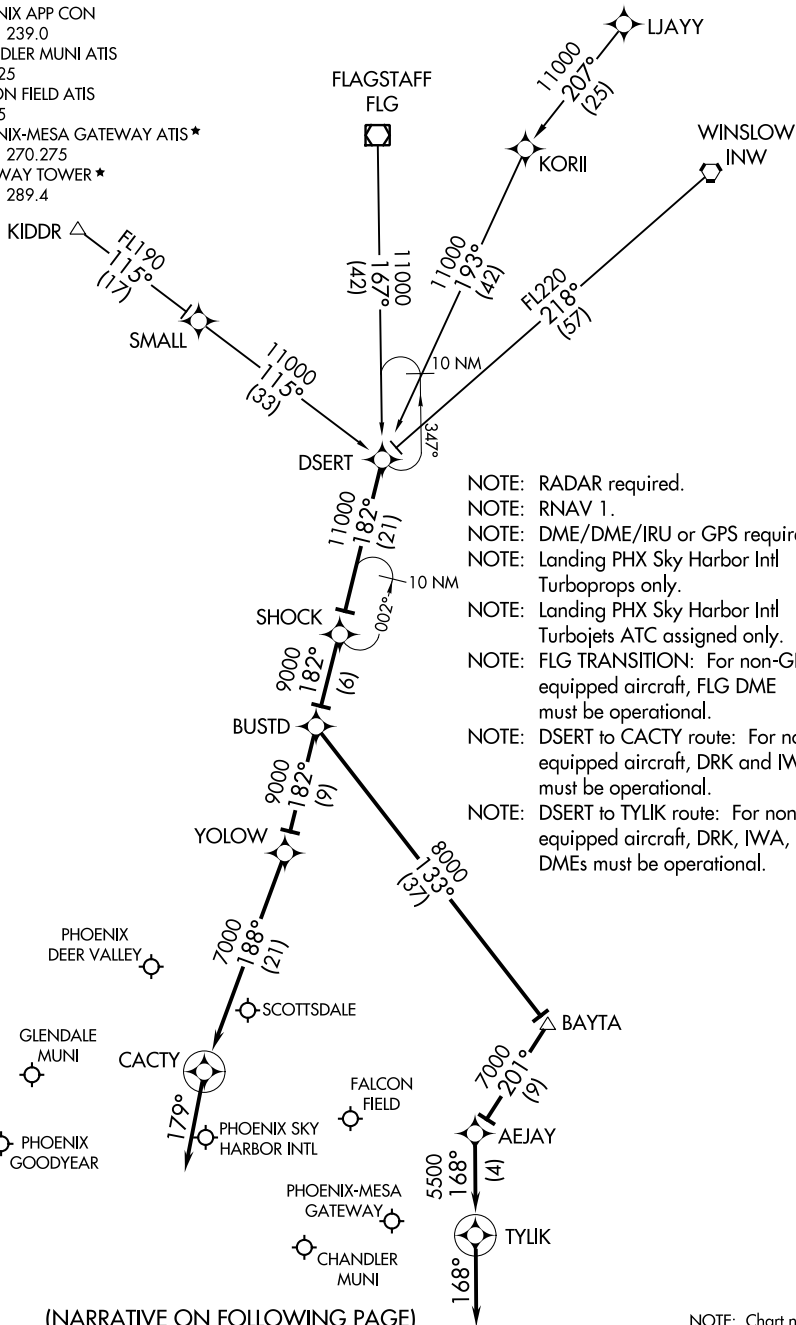 NIX APP CON
239.0
DLER MUNI ATIS
25
ON FIELD ATIS
5
NIX-MESA GATEWAY ATIS★
270.275
WAY TOWER★
289.4
LJAYY
11000
207°
(25)
FLAGSTAFF
FLG
KORII
WINSLOW
INW
KIDDR
FL190
115°
(17)
11000
167°
(42)
11000
193°
(42)
FL220
218°
(57)
SMALL
11000
115°
(33)
10 NM
347°
DSERT
11000
182°
(21)
10 NM
002°
SHOCK
9000
182°
(6)
BUSTD
9000
182°
(9)
YOLOW
NOTE: RADAR required.
NOTE: RNAV 1.
NOTE: DME/DME/IRU or GPS require
NOTE: Landing PHX Sky Harbor Intl
Turboprops only.
NOTE: Landing PHX Sky Harbor Intl
Turbojets ATC assigned only.
NOTE: FLG TRANSITION: For non-GP
equipped aircraft, FLG DME
must be operational.
NOTE: DSERT to CACTY route: For no
equipped aircraft, DRK and IW
must be operational.
NOTE: DSERT to TYLIK route: For non
equipped aircraft, DRK, IWA,
DMEs must be operational.
8000
133°
(37)
7000
188°
(21)
PHOENIX
DEER VALLEY
SCOTTSDALE
BAYTA
GLENDALE
MUNI
CACTY
7000
201°
(9)
FALCON
FIELD
179°
PHOENIX SKY
HARBOR INTL
AEJAY
PHOENIX
GOODYEAR
5500
168°
(4)
PHOENIX-MESA
GATEWAY
TYLIK
CHANDLER
MUNI
168°
(NARRATIVE ON FOLLOWING PAGE)
NOTE: Chart n